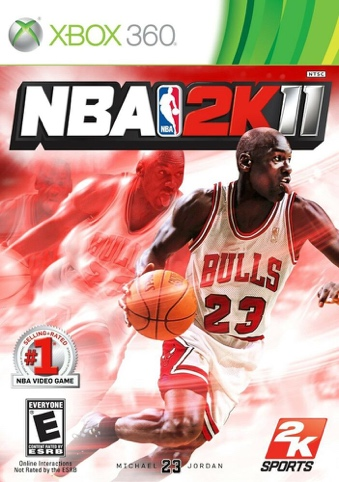 XBOX 360
NTSC
NBA 2K11
BULLS
23
SELLING & RATED
#1
NBA VIDEO GAME
EVERYONE
E
CONTENT RATED BY
ESRB
Online Interactions
Not Rated by the ESRB
MICHAEL 23 JORDAN
2K
SPORTS